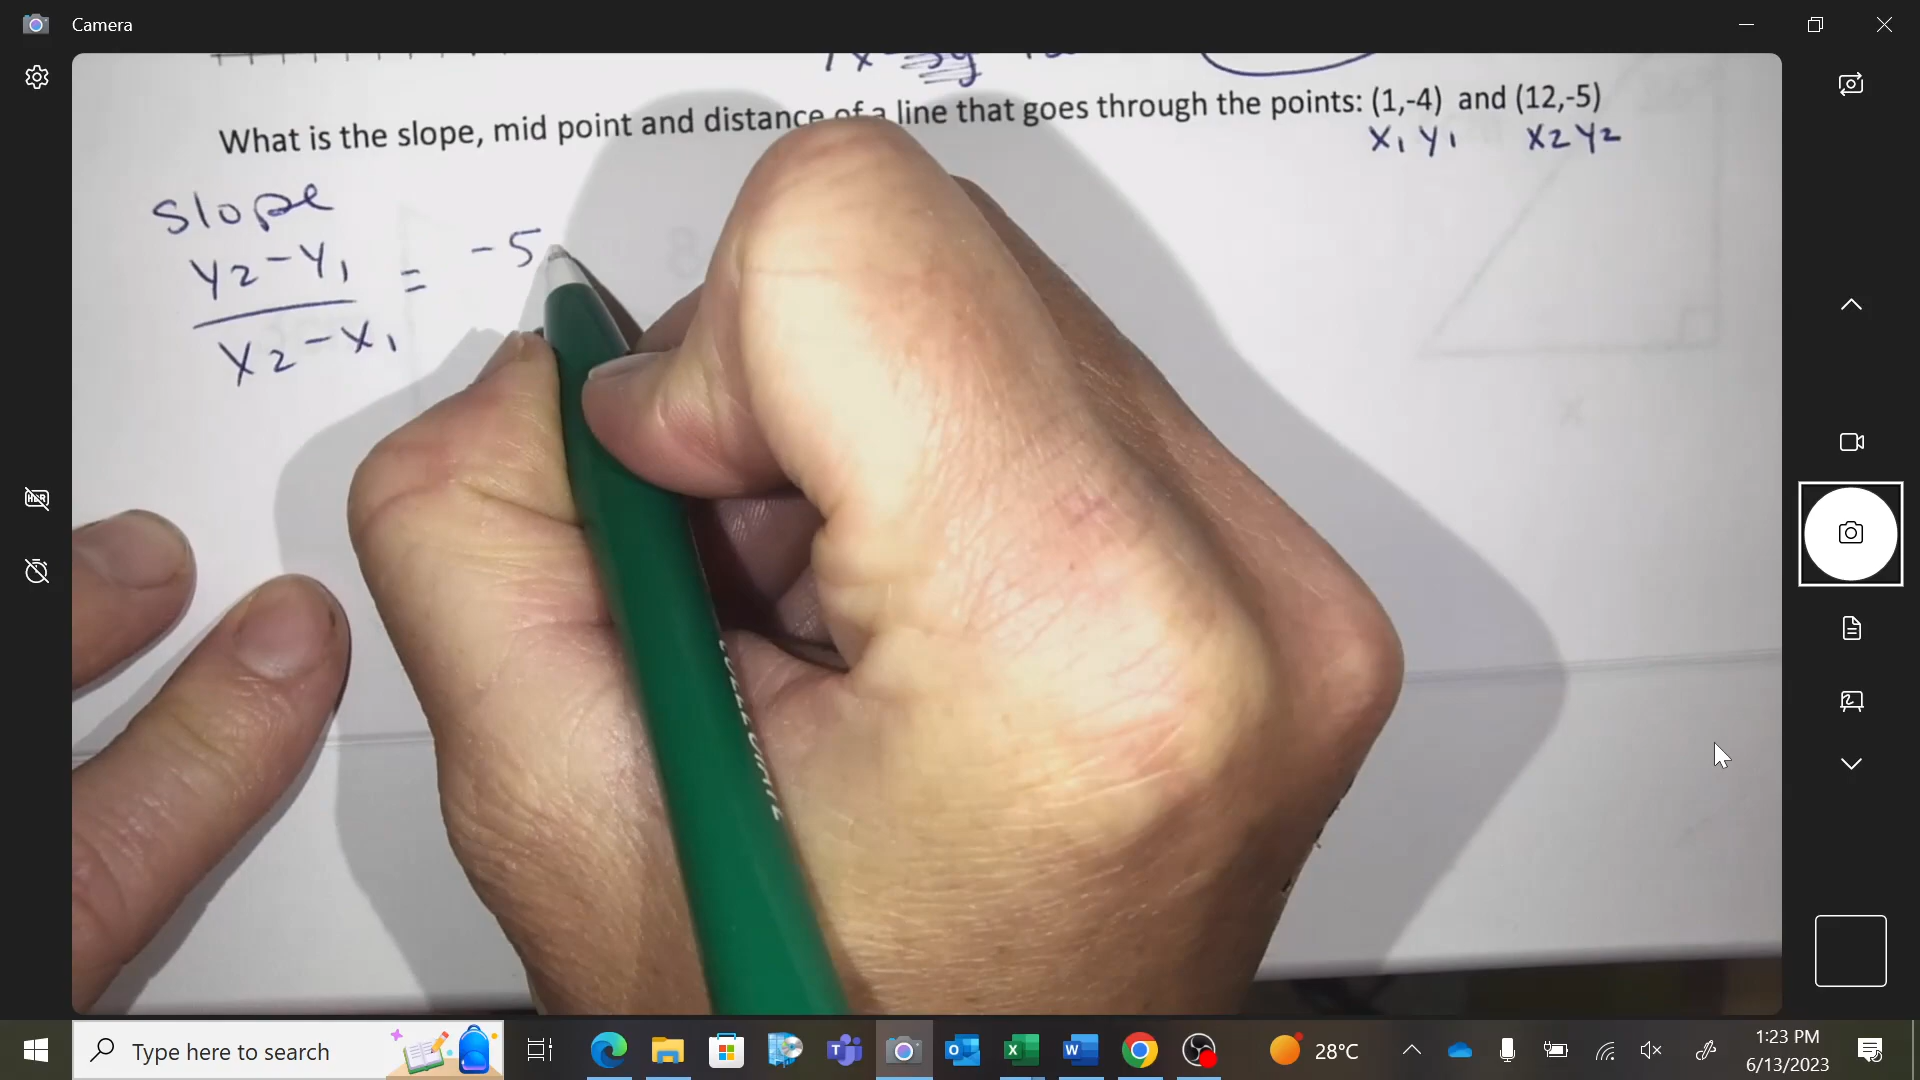 Camera
7x -3y
What is the slope, mid point and distance of a line that goes through the points: (1,-4) and (12,-5)
x₁ y₁ x2 y2
Slope
y2-y₁ = -5
x2-x₁
Type here to search
28°C
1:23 PM
6/13/2023